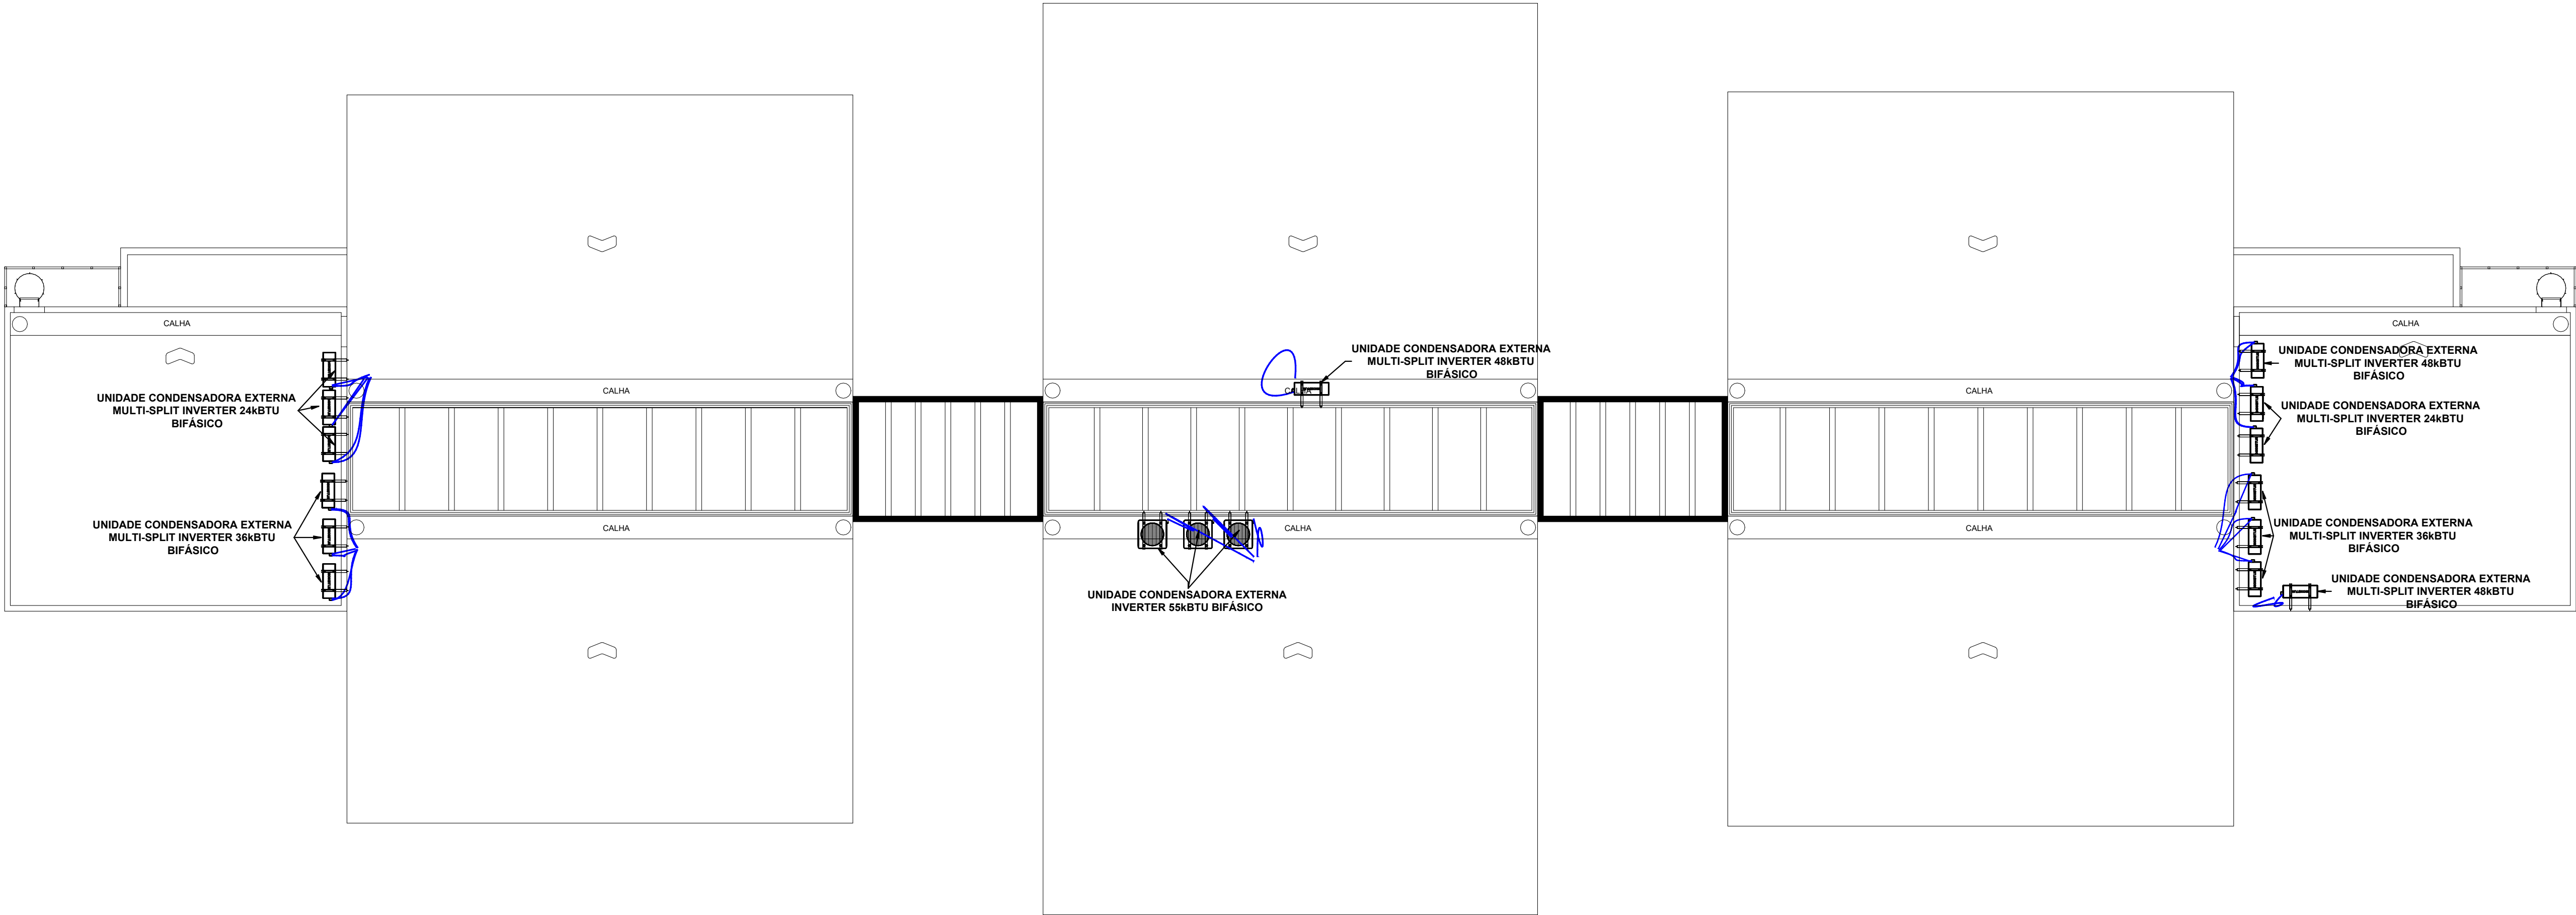 CALHA
UNIDADE CONDENSADORA EXTERNA
MULTI-SPLIT INVERTER 24kBTU
BIFÁSICO
UNIDADE CONDENSADORA EXTERNA
MULTI-SPLIT INVERTER 36kBTU
BIFÁSICO
CALHA
CALHA
UNIDADE CONDENSADORA EXTERNA
MULTI-SPLIT INVERTER 48kBTU
BIFÁSICO
CALHA
CALHA
UNIDADE CONDENSADORA EXTERNA
INVERTER 55kBTU BIFÁSICO
CALHA
CALHA
CALHA
UNIDADE CONDENSADORA EXTERNA
MULTI-SPLIT INVERTER 48kBTU
BIFÁSICO
UNIDADE CONDENSADORA EXTERNA
MULTI-SPLIT INVERTER 24kBTU
BIFÁSICO
UNIDADE CONDENSADORA EXTERNA
MULTI-SPLIT INVERTER 36kBTU
BIFÁSICO
UNIDADE CONDENSADORA EXTERNA
MULTI-SPLIT INVERTER 48kBTU
BIFÁSICO